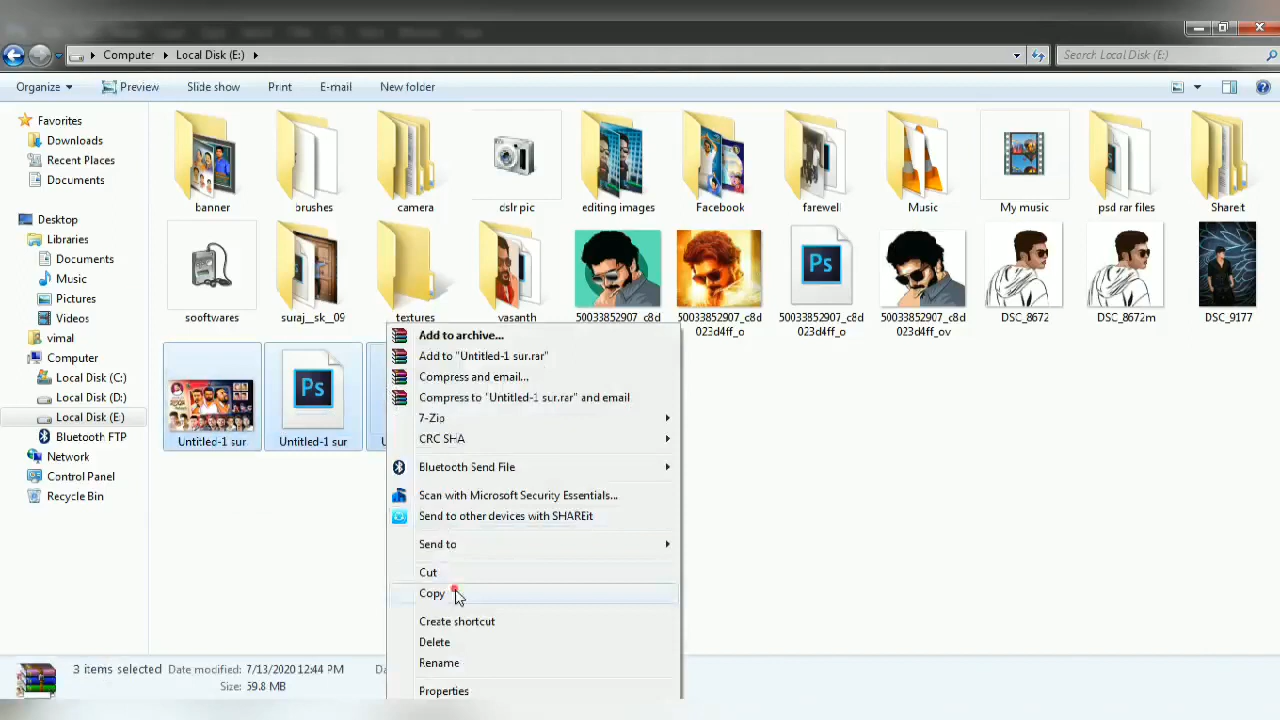 Computer Local Disk (E:)
Search Local Disk (E:)
Organize Preview Slide show Print E-mail New folder
Favorites
Downloads
Recent Places
Documents
Desktop
Libraries
Documents
Music
Pictures
Videos
vimal
Computer
Local Disk (C:)
Local Disk (D:)
Local Disk (E:)
Bluetooth FTP
Network
Control Panel
Recycle Bin
banner brushes camera dslr pic editing images Facebook farewell Music My music psd rar files Shareit
sooftwares suraj_sk_09 textures vasanth 50033852907_c8d 50033852907_c8d 50033852907_c8d 50033852907_c8d DSC_8672 DSC_8672m DSC_9177
023d4ff_o 023d4ff_o 023d4ff_ov
Ps
Ps
Untitled-1 sur Untitled-1 sur
Add to archive...
Add to "Untitled-1 sur.rar"
Compress and email...
Compress to "Untitled-1 sur.rar" and email
7-Zip
CRC SHA
Bluetooth Send File
Scan with Microsoft Security Essentials...
Send to other devices with SHAREit
Send to
Cut
Copy
Create shortcut
Delete
Rename
Properties
3 items selected Date modified: 7/13/2020 12:44 PM
Size: 59.8 MB